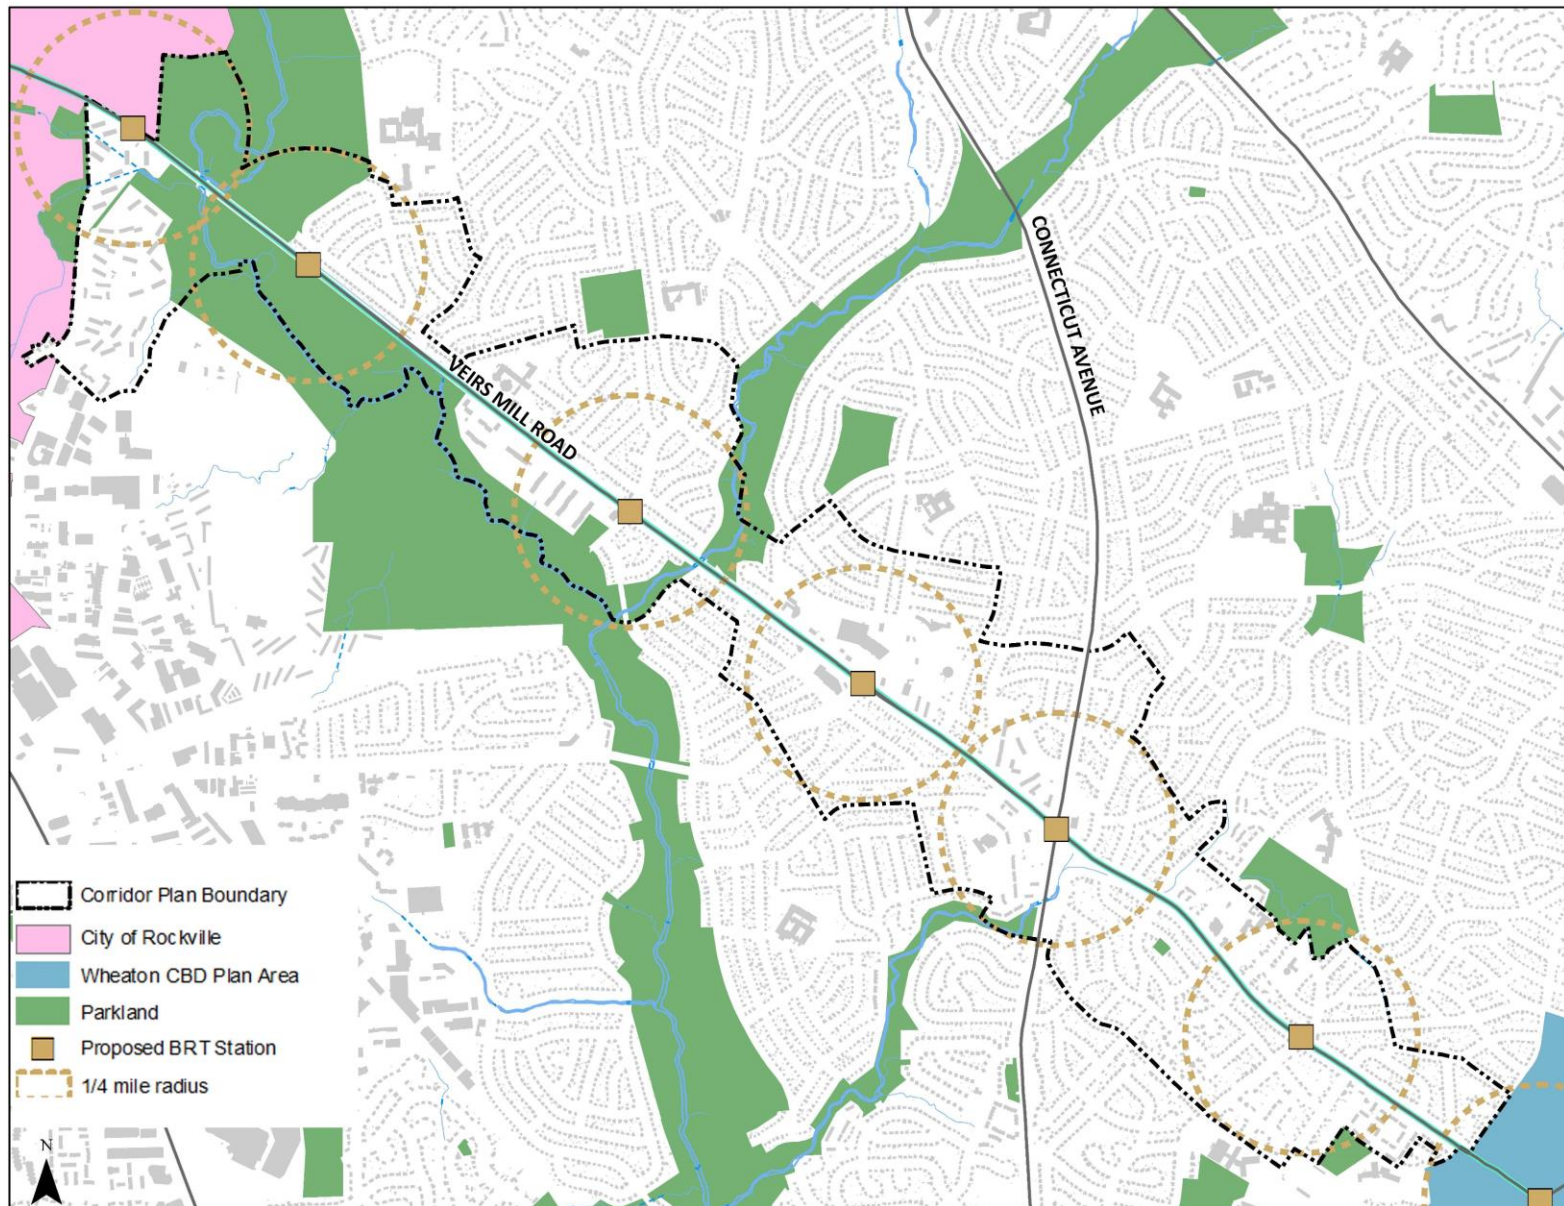 CONNECTICUT AVENUE
VEIRS MILL ROAD
Corridor Plan Boundary
City of Rockville
Wheaton CBD Plan Area
Parkland
Proposed BRT Station
1/4 mile radius
N